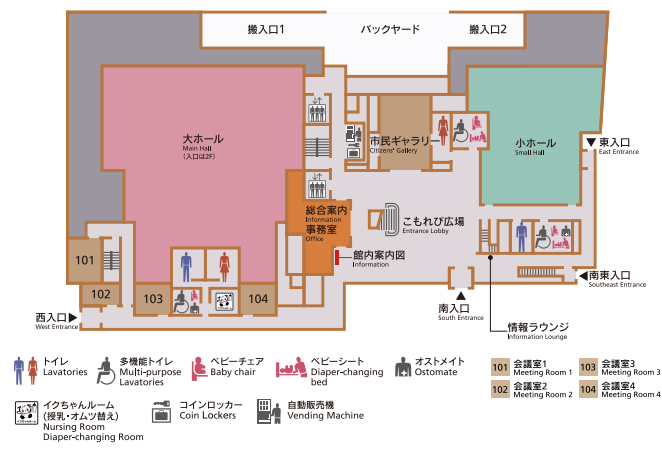 搬入口1
バックヤード
搬入口2
大ホール
Main Hall
(入口は2F)
市民ギャラリー
Citizens' Gallery
小ホール
Small Hall
東入口
East Entrance
総合案内
Information
事務室
Office
こもれび広場
Entrance Lobby
館内案内図
Information
101
102
103
104
西入口
West Entrance
南入口
South Entrance
南東入口
Southeast Entrance
情報ラウンジ
Information Lounge
トイレ
Lavatories
多機能トイレ
Multi-purpose
Lavatories
ベビーチェア
Baby chair
ベビーシート
Diaper-changing
bed
オストメイト
Ostomate
101 会議室1
Meeting Room 1
103 会議室3
Meeting Room 3
102 会議室2
Meeting Room 2
104 会議室4
Meeting Room 4
イクちゃんルーム
(授乳・オムツ替え)
Nursing Room
Diaper-changing Room
コインロッカー
Coin Lockers
自動販売機
Vending Machine